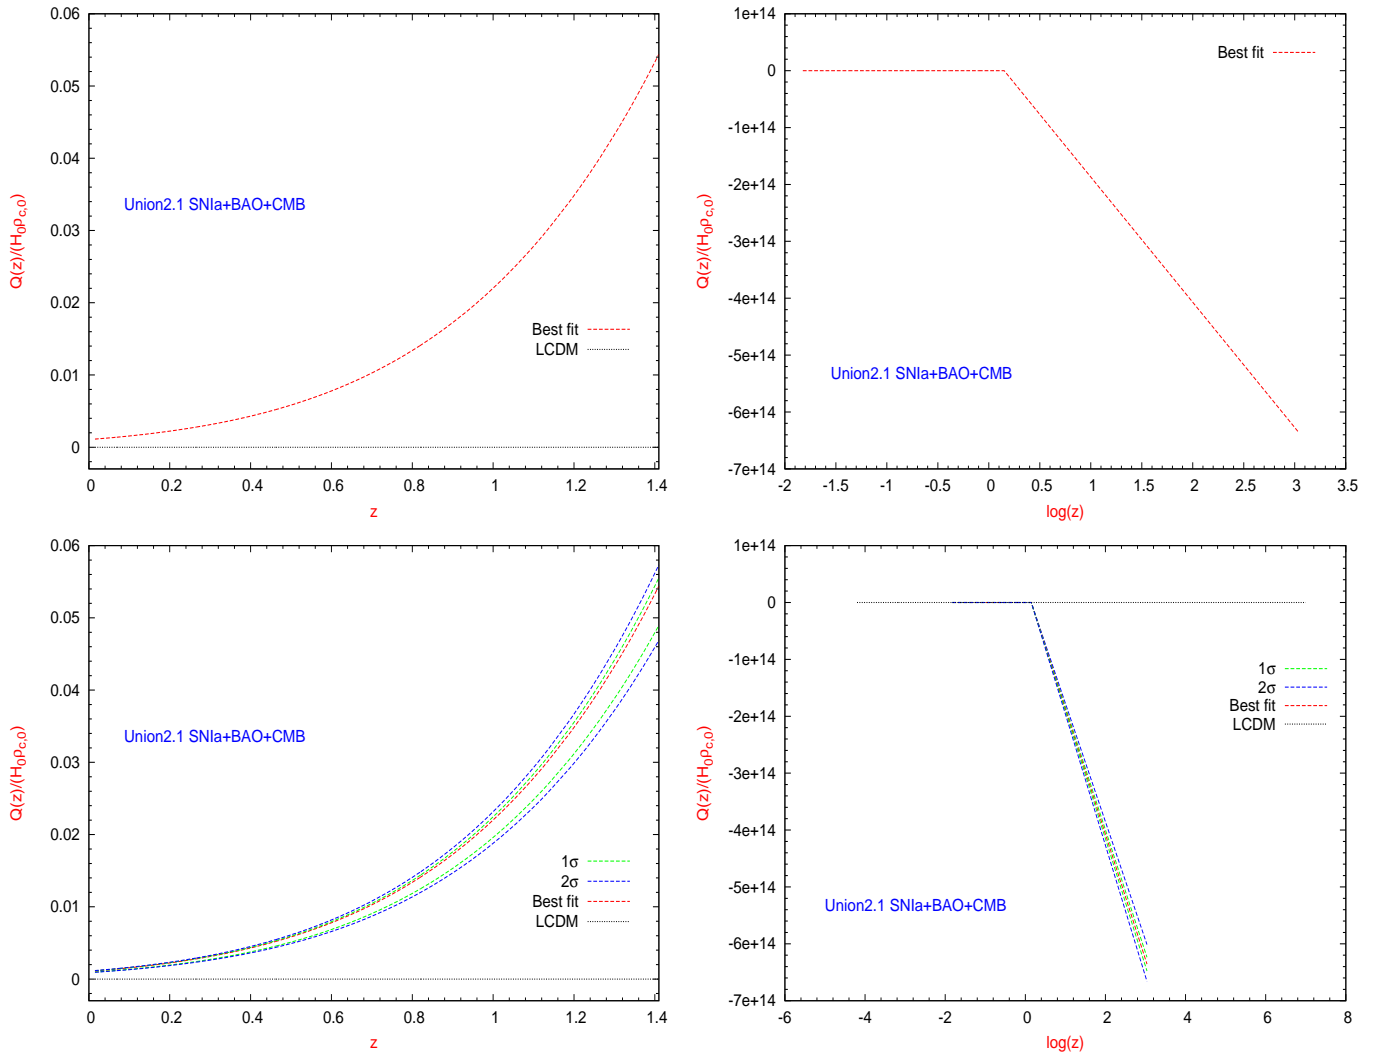 0.06
0.05
0.04
0.03
0.02
0.01
0
Q(z)/(H0ρc,0)
Union2.1 SNIa+BAO+CMB
Best fit
LCDM
0 0.2 0.4 0.6 0.8 1 1.2 1.4
z
1e+14
0
-1e+14
-2e+14
-3e+14
-4e+14
-5e+14
-6e+14
-7e+14
Q(z)/(H0ρc,0)
Best fit
Union2.1 SNIa+BAO+CMB
-2 -1.5 -1 -0.5 0 0.5 1 1.5 2 2.5 3 3.5
log(z)
0.06
0.05
0.04
0.03
0.02
0.01
0
Q(z)/(H0ρc,0)
Union2.1 SNIa+BAO+CMB
1σ
2σ
Best fit
LCDM
0 0.2 0.4 0.6 0.8 1 1.2 1.4
z
1e+14
0
-1e+14
-2e+14
-3e+14
-4e+14
-5e+14
-6e+14
-7e+14
Q(z)/(H0ρc,0)
1σ
2σ
Best fit
LCDM
Union2.1 SNIa+BAO+CMB
-6 -4 -2 0 2 4 6 8
log(z)